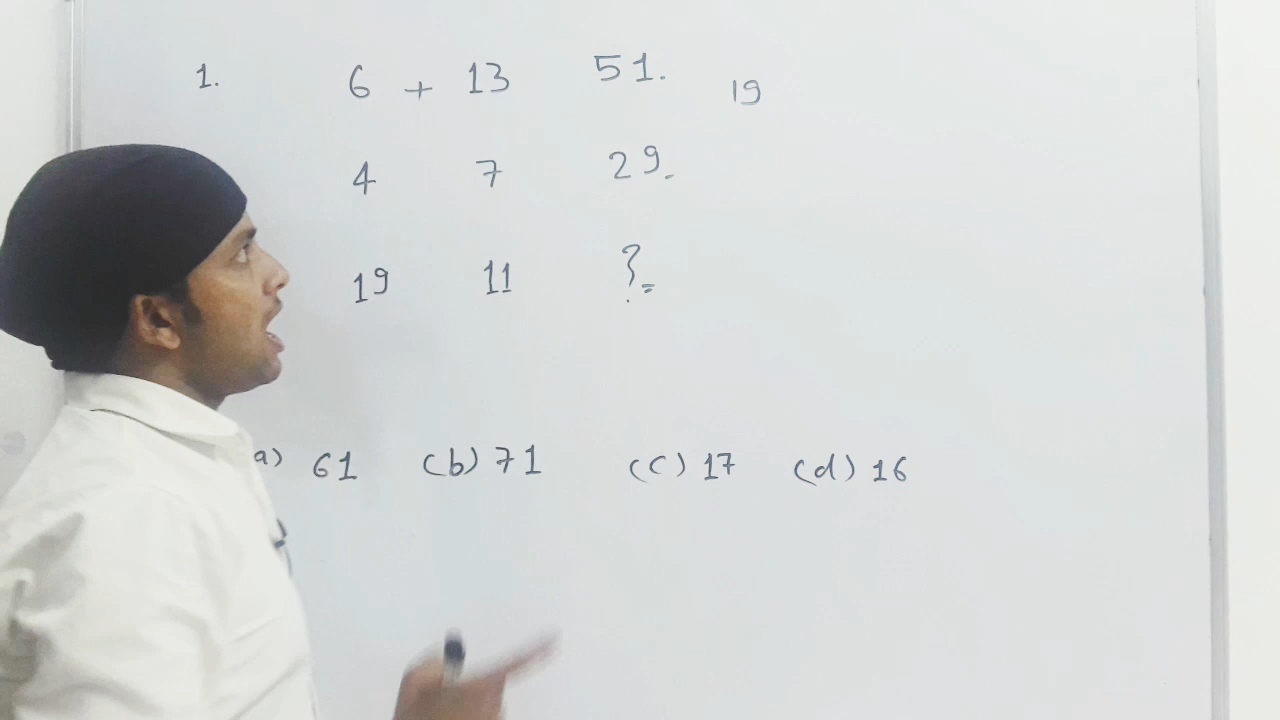 1. 6 + 13 51. 19
4 7 29.
19 11 ?=
a) 61 (b) 71 (c) 17 (d) 16